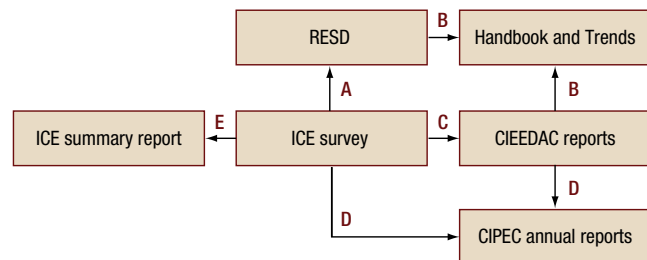 RESD
B
Handbook and Trends
A
B
ICE summary report
E
ICE survey
C
CIEEDAC reports
D
D
CIPEC annual reports